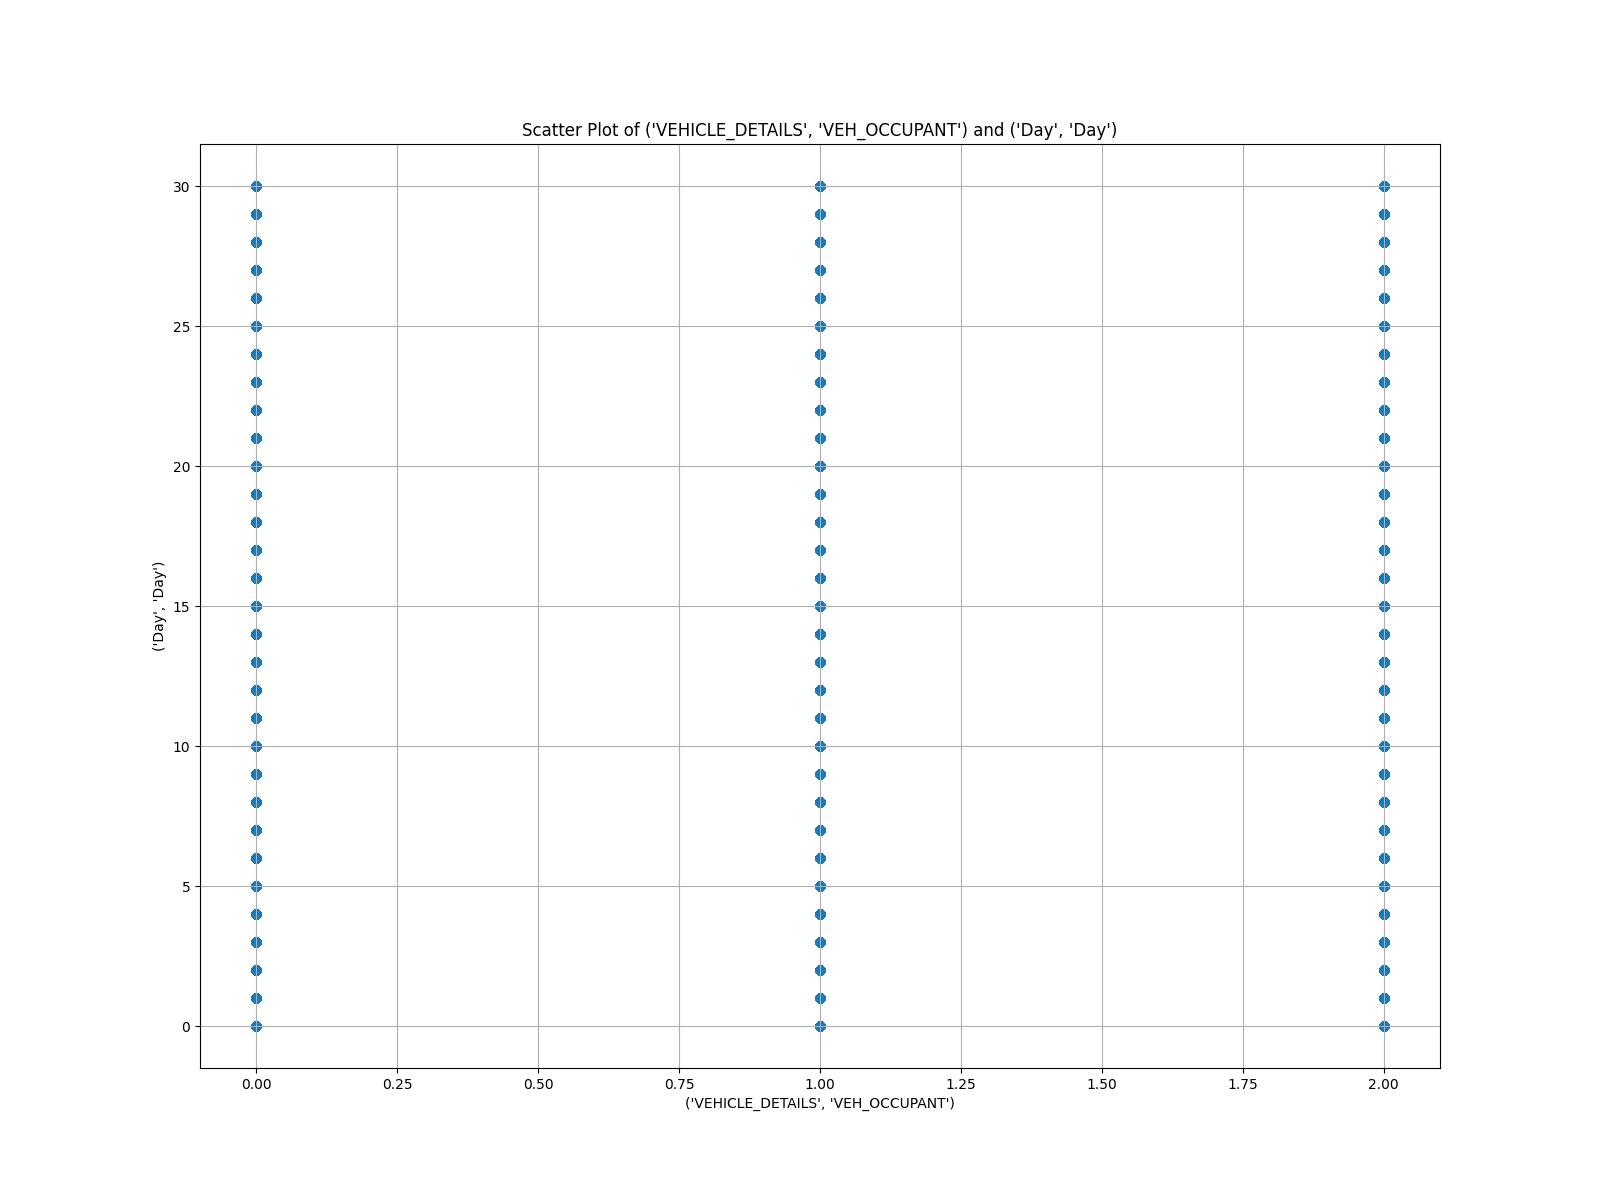 Scatter Plot of ('VEHICLE_DETAILS', 'VEH_OCCUPANT') and ('Day', 'Day')
30
25
20
15
10
5
0
('Day', 'Day')
0.00 0.25 0.50 0.75 1.00 1.25 1.50 1.75 2.00
('VEHICLE_DETAILS', 'VEH_OCCUPANT')